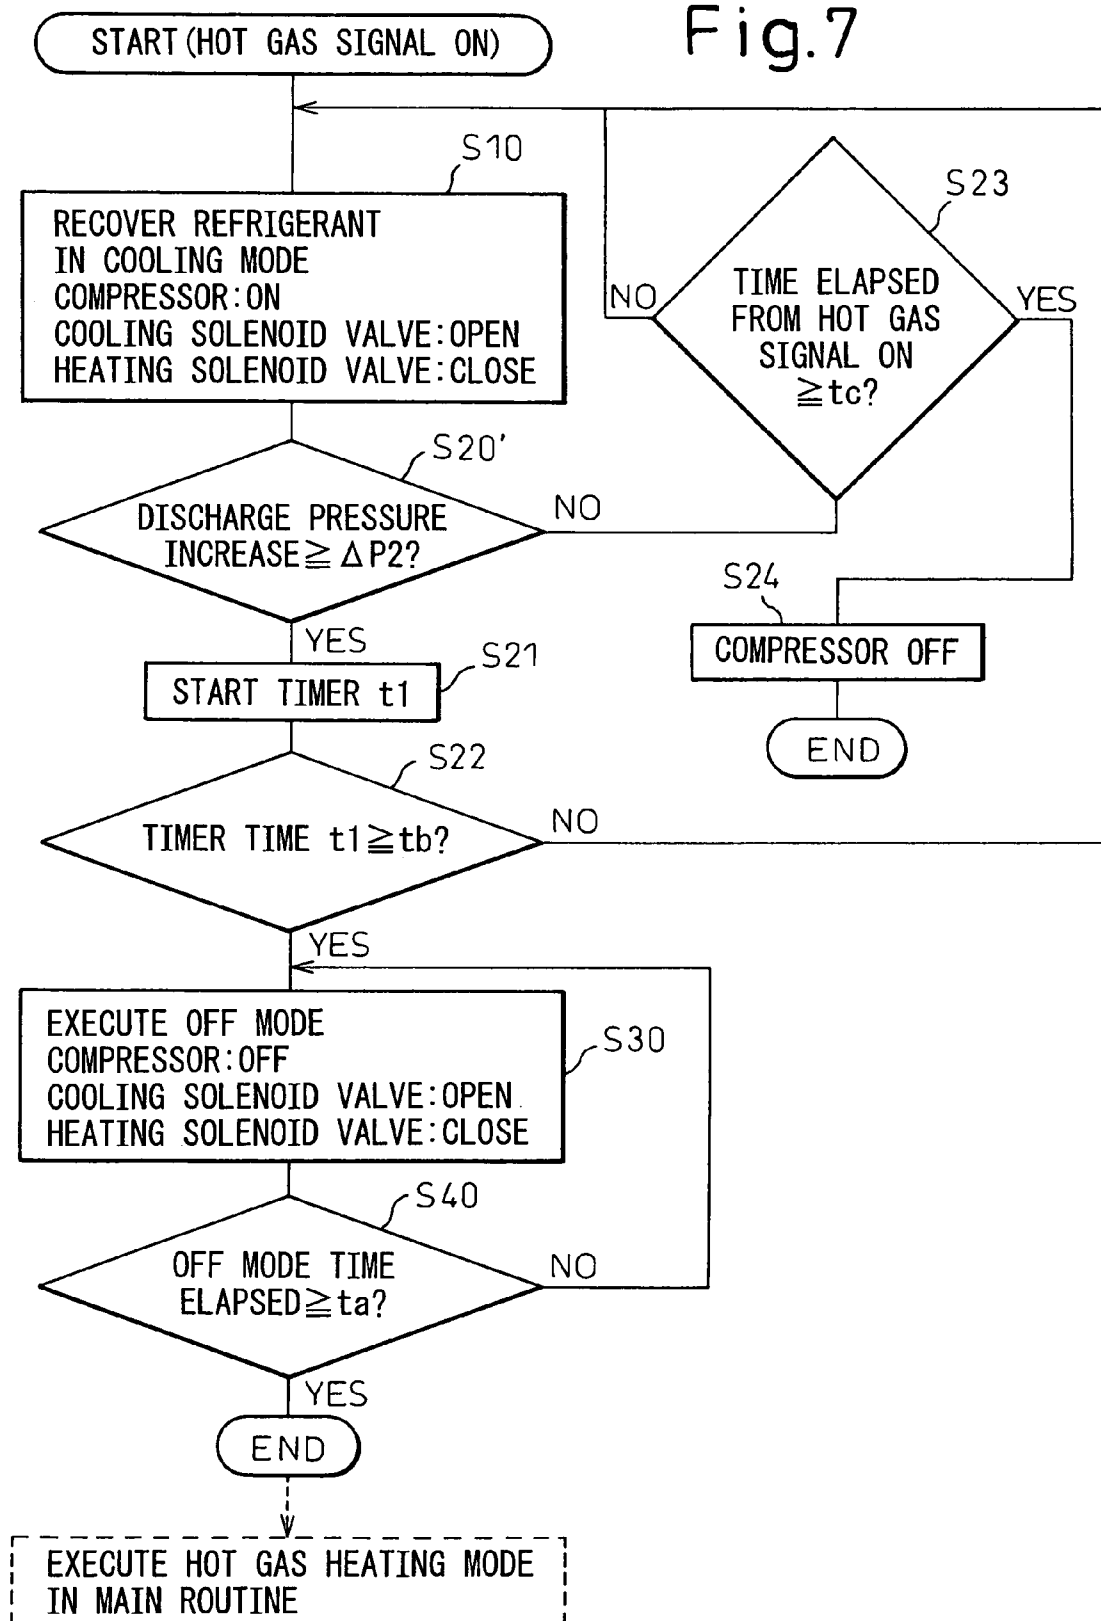 Fig.7
START(HOT GAS SIGNAL ON)
S10
RECOVER REFRIGERANT
IN COOLING MODE
COMPRESSOR:ON
COOLING SOLENOID VALVE:OPEN
HEATING SOLENOID VALVE:CLOSE
S20'
DISCHARGE PRESSURE
INCREASE≧ΔP2?
NO
YES
S23
TIME ELAPSED
FROM HOT GAS
SIGNAL ON
≧tc?
NO
YES
S24
COMPRESSOR OFF
END
S21
START TIMER t1
S22
TIMER TIME t1≧tb?
NO
YES
S30
EXECUTE OFF MODE
COMPRESSOR:OFF
COOLING SOLENOID VALVE:OPEN
HEATING SOLENOID VALVE:CLOSE
S40
OFF MODE TIME
ELAPSED≧ta?
NO
YES
END
EXECUTE HOT GAS HEATING MODE
IN MAIN ROUTINE